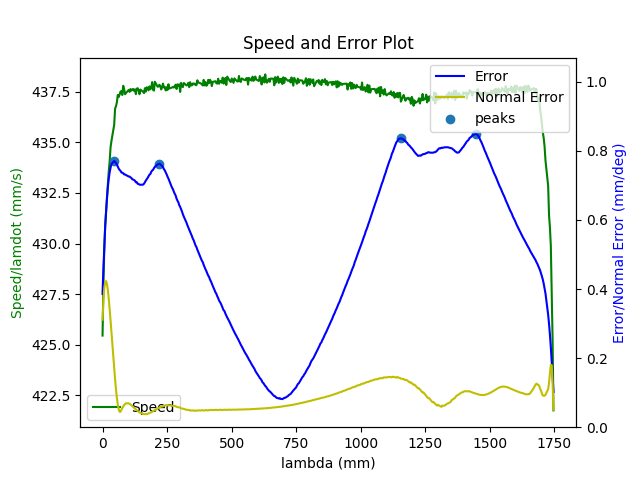 Speed and Error Plot
Speed/lamdot (mm/s)
437.5
435.0
432.5
430.0
427.5
425.0
422.5
Error
Normal Error
peaks
Speed
1.0
0.8
0.6
0.4
0.2
0.0
Error/Normal Error (mm/deg)
0
250
500
750
1000
1250
1500
1750
lambda (mm)